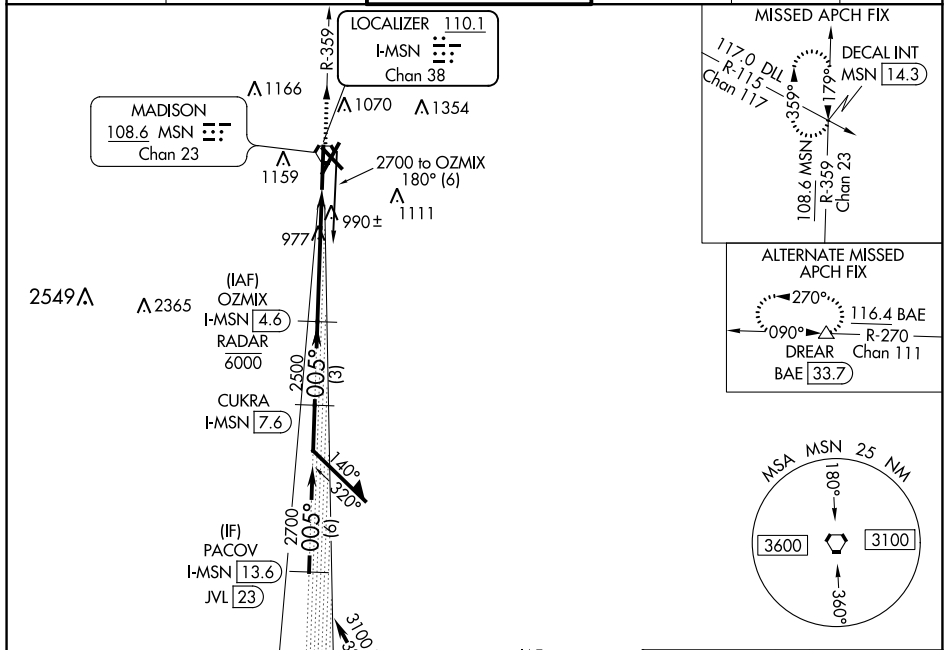 LOCALIZER 110.1
I-MSN
Chan 38
R-359
MADISON
108.6 MSN
Chan 23
1166
1070
1354
1159
2700 to OZMIX
180° (6)
990 ±
1111
977
2549
2365
(IAF)
OZMIX
I-MSN 4.6
RADAR
6000
2500
005°
(3)
CUKRA
I-MSN 7.6
140°
320°
2700
005°
(6)
(IF)
PACOV
I-MSN 13.6
JVL 23
3100
MISSED APCH FIX
117.0 DLL
R-115
Chan 117
DECAL INT
MSN 14.3
359°
179°
108.6 MSN
R-359
Chan 23
ALTERNATE MISSED
APCH FIX
270°
090°
116.4 BAE
R-270
Chan 111
DREAR
BAE 33.7
MSA MSN 25 NM
180°
3600
3100
360°